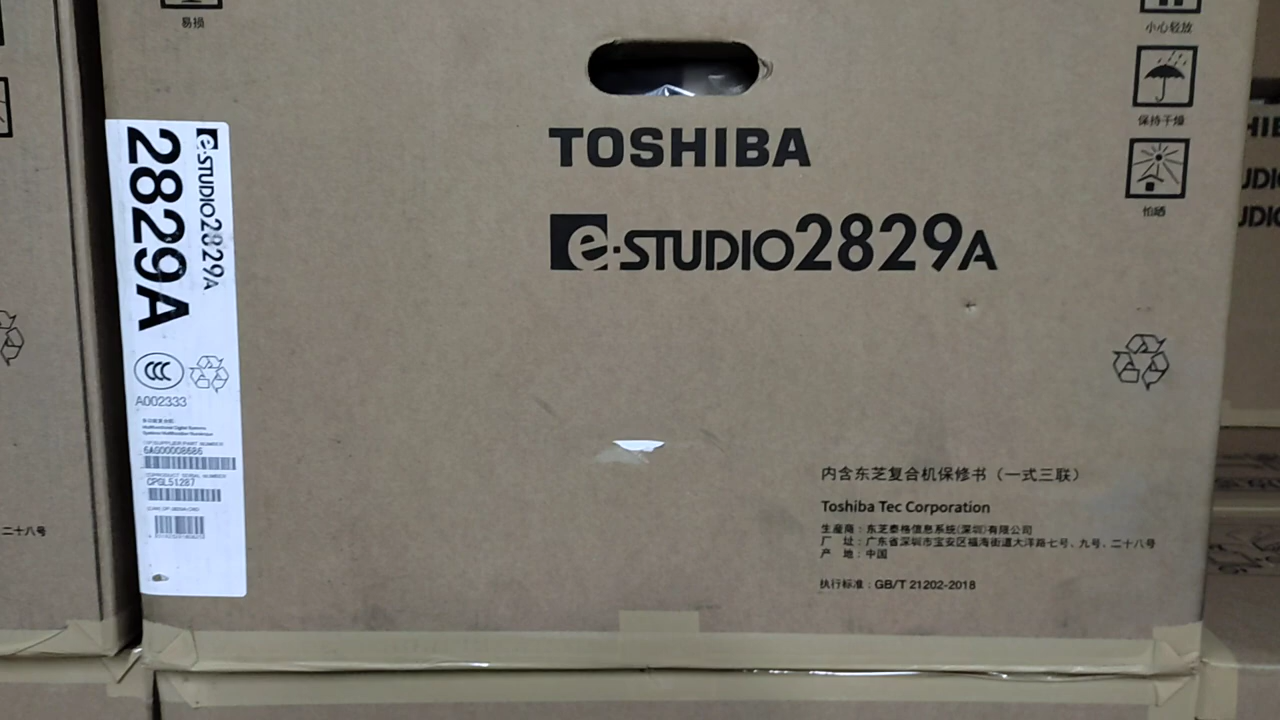 易损
小心轻放
保持干燥
怕晒
TOSHIBA
e-STUDIO2829A
e-STUDIO2829A
2829A
A002333
6AG00008686
CPGL51287
内含东芝复合机保修书（一式三联）
Toshiba Tec Corporation
生産商：东芝泰格信息系统(深圳)有限公司
厂　址：广东省深圳市宝安区福海街道大洋路七号、九号、二十八号
产　地：中国
执行标准：GB/T 21202-2018
二十八号